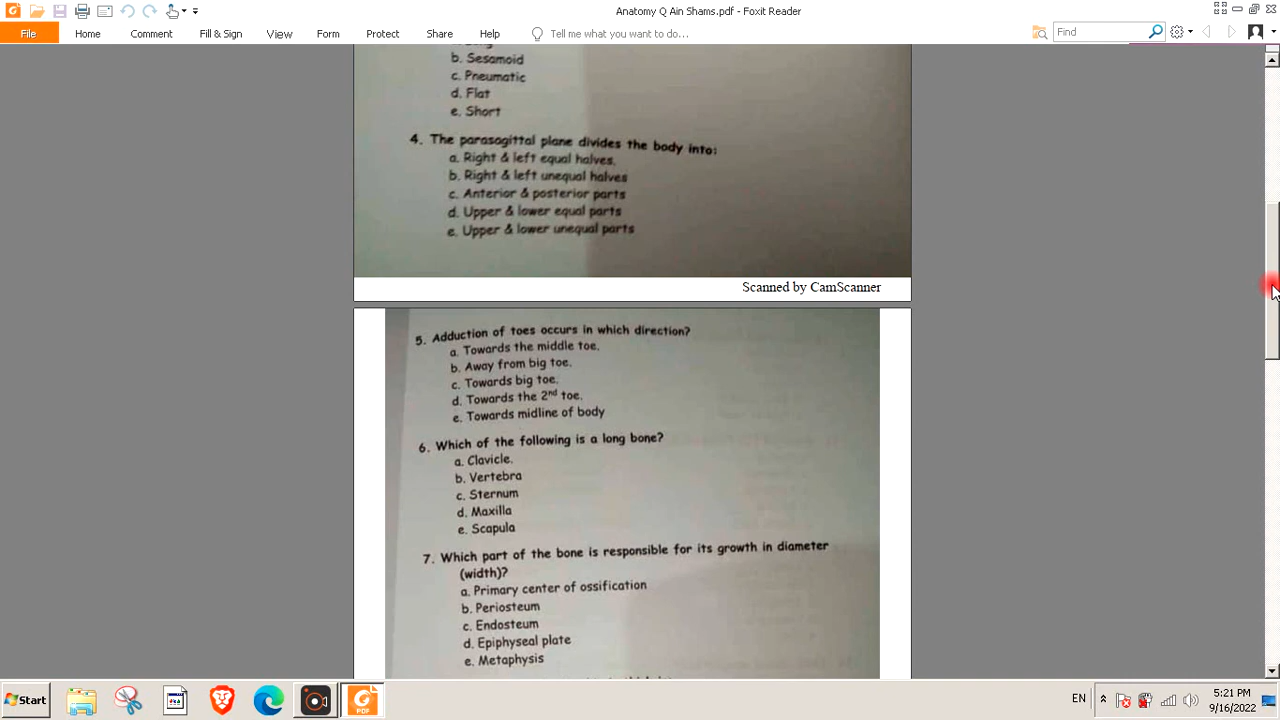 Anatomy Q Ain Shams.pdf - Foxit Reader
File Home Comment Fill & Sign View Form Protect Share Help Tell me what you want to do... Find
b. Sesamoid
c. Pneumatic
d. Flat
e. Short
4. The parasagittal plane divides the body into:
a. Right & left equal halves.
b. Right & left unequal halves
c. Anterior & posterior parts
d. Upper & lower equal parts
e. Upper & lower unequal parts
Scanned by CamScanner
5. Adduction of toes occurs in which direction?
a. Towards the middle toe.
b. Away from big toe.
c. Towards big toe.
d. Towards the 2nd toe.
e. Towards midline of body
6. Which of the following is a long bone?
a. Clavicle.
b. Vertebra
c. Sternum
d. Maxilla
e. Scapula
7. Which part of the bone is responsible for its growth in diameter
(width)?
a. Primary center of ossification
b. Periosteum
c. Endosteum
d. Epiphyseal plate
e. Metaphysis
Start
PDF
EN
5:21 PM
9/16/2022